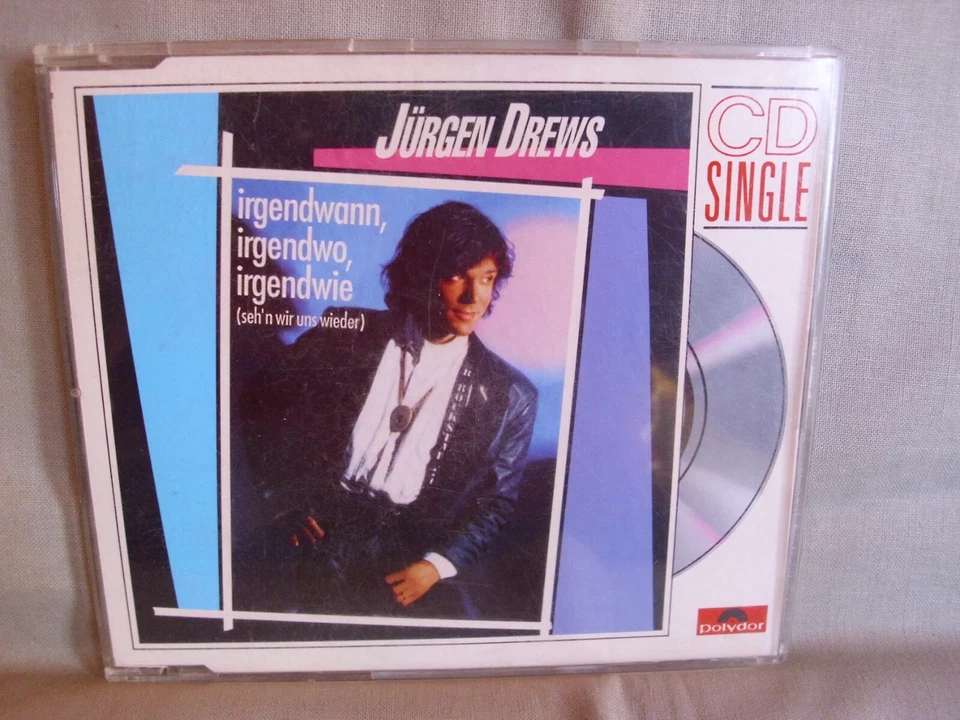 JÜRGEN DREWS
irgendwann,
irgendwo,
irgendwie
(seh'n wir uns wieder)
CD
SINGLE
polydor